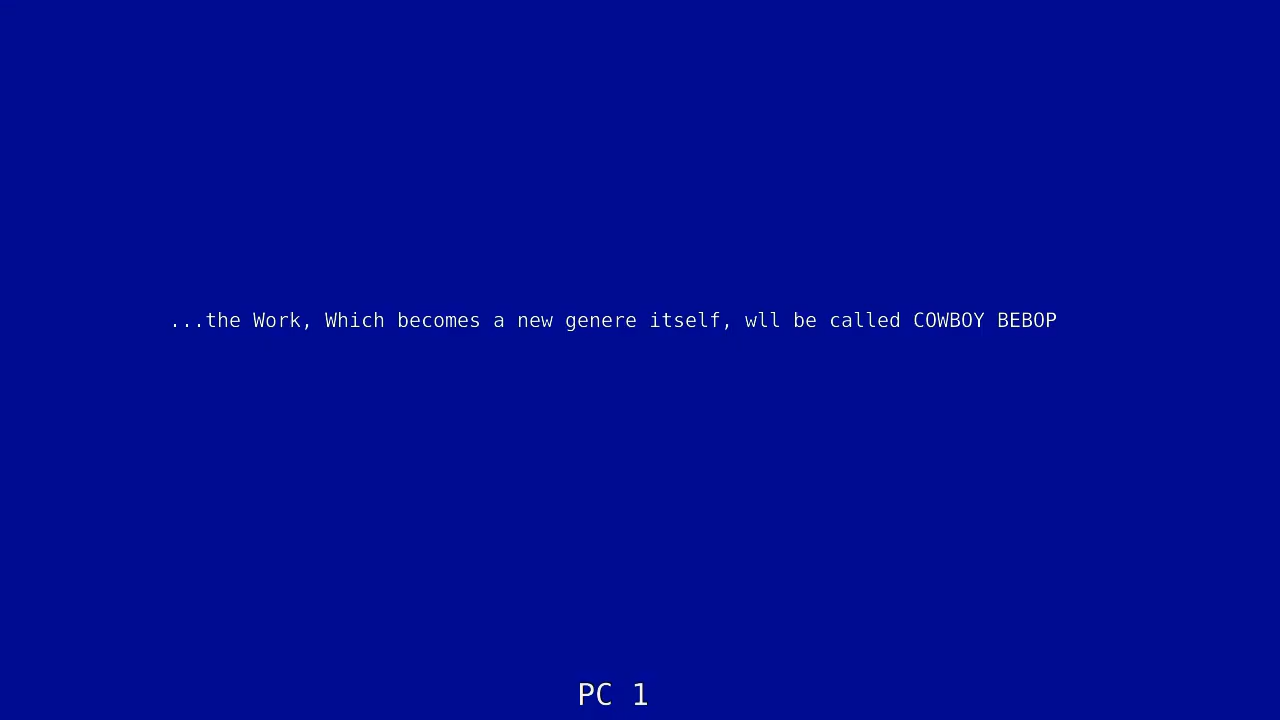 ...the Work, Which becomes a new genere itself, wll be called COWBOY BEBOP
PC 1